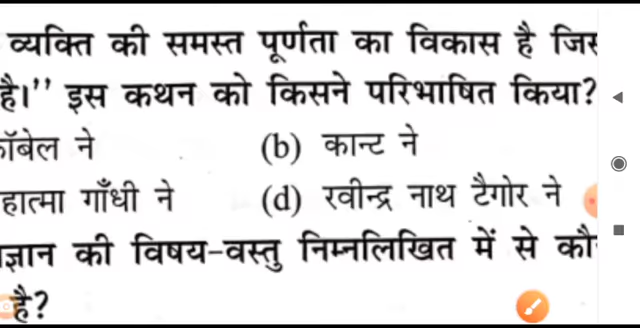 व्यक्ति की समस्त पूर्णता का विकास है
है।'' इस कथन को किसने परिभाषित किया?
ने (b) कान्ट ने
गाँधी ने (d) रवीन्द्र नाथ टैगोर ने
की विषय-वस्तु निम्नलिखित में से
है?